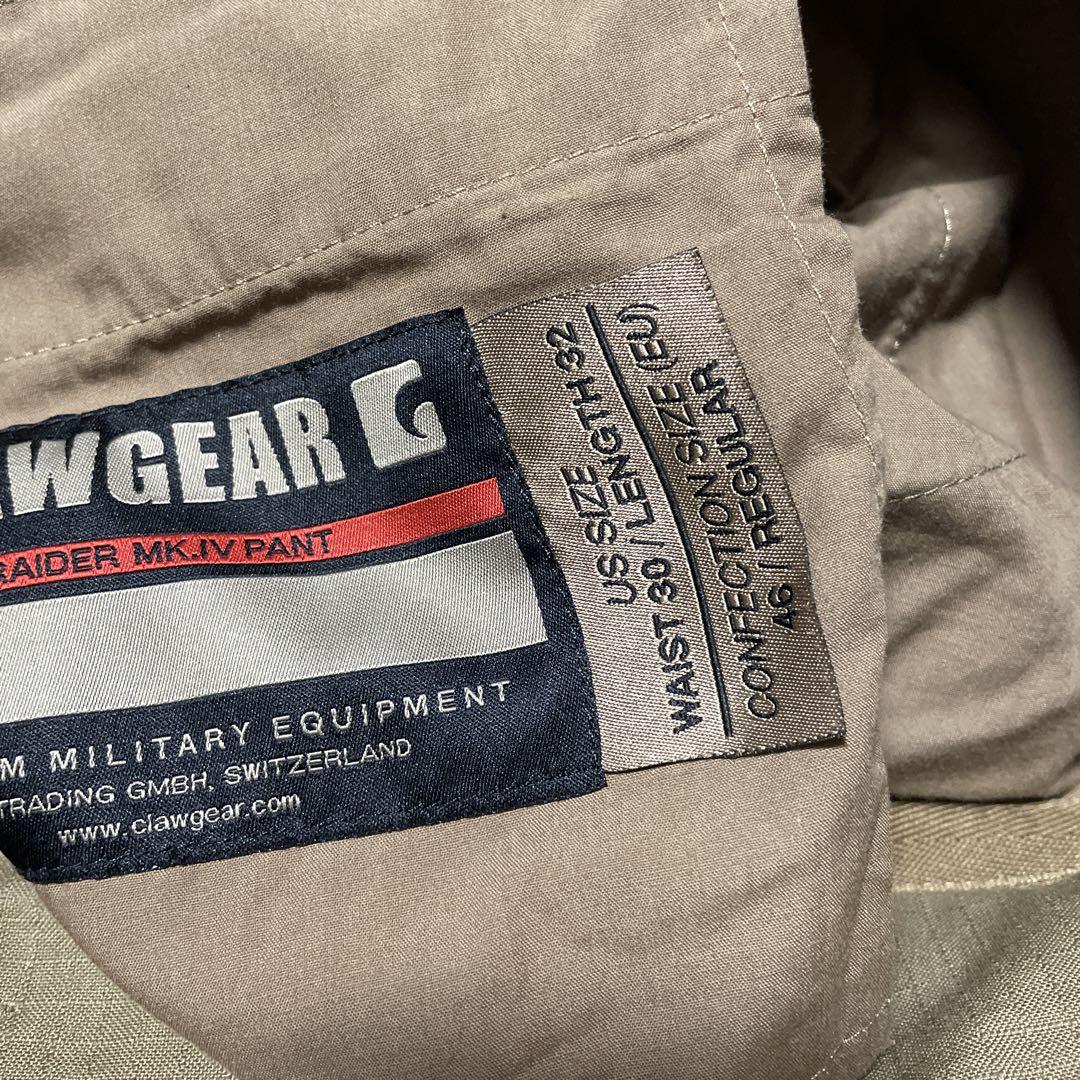 AWGEAR
RAIDER MK.IV PANT
M MILITARY EQUIPMENT
TRADING GMBH, SWITZERLAND
www.clawgear.com
US SIZE
WAIST 30 / LENGTH 32
CONFECTION SIZE (EU)
46 / REGULAR